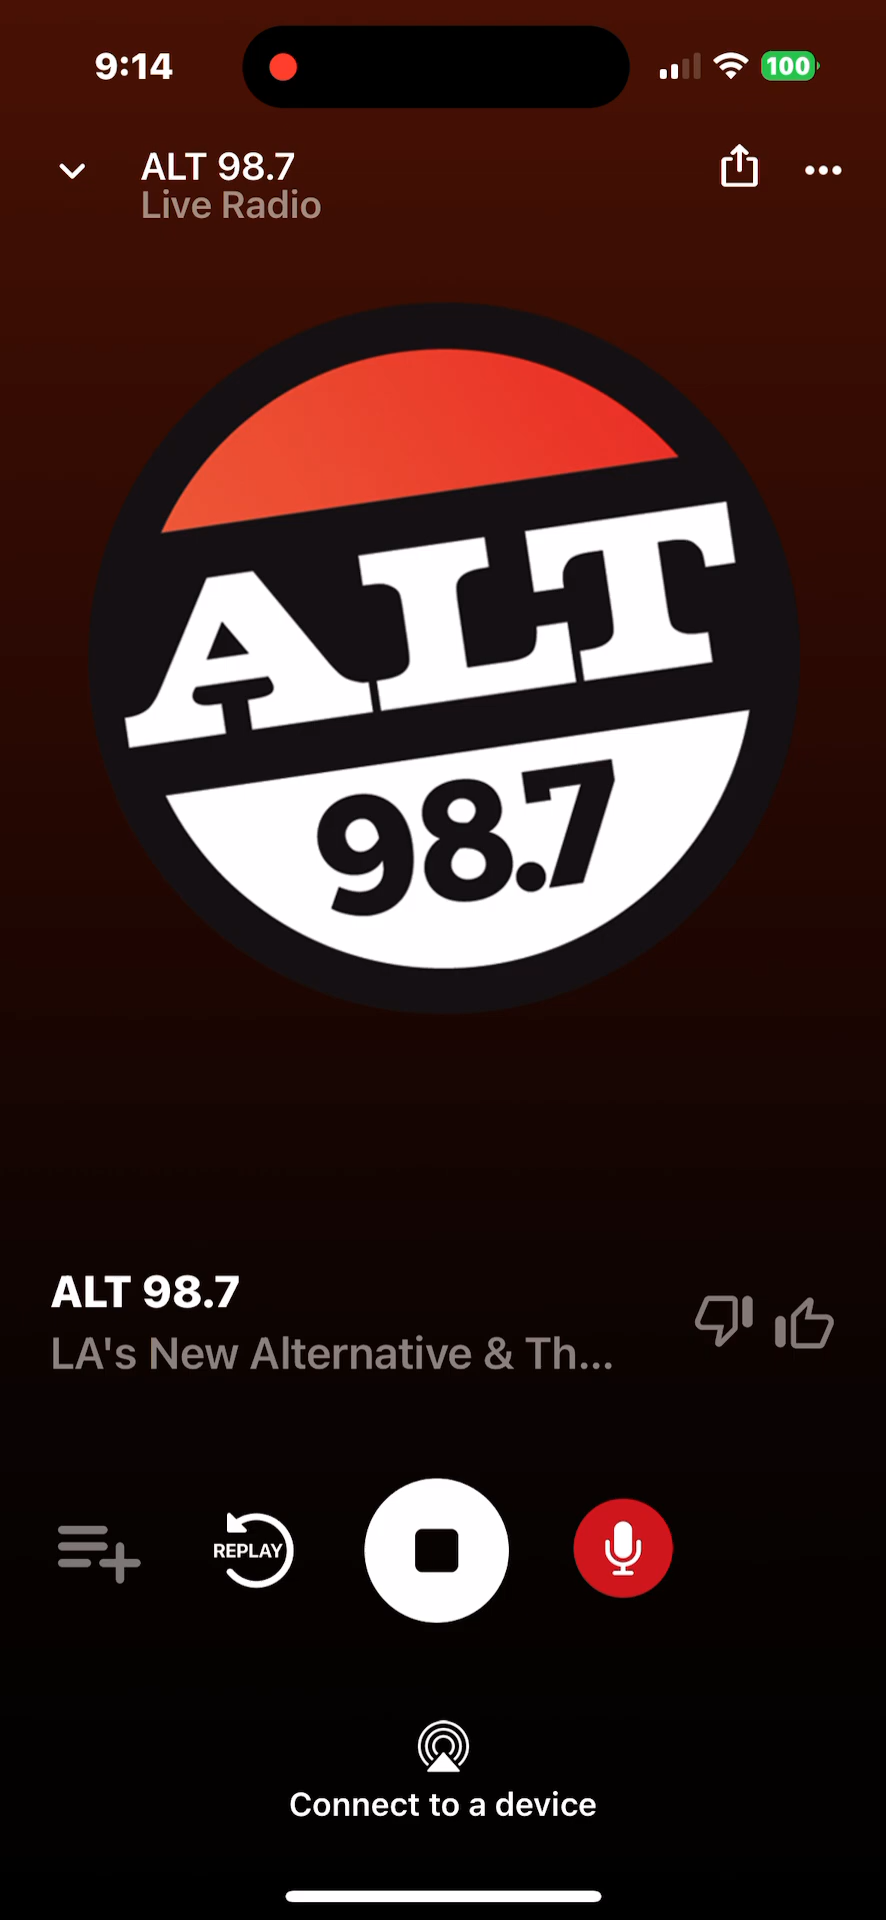 9:14
100
ALT 98.7
Live Radio
ALT
98.7
ALT 98.7
LA's New Alternative & Th...
REPLAY
Connect to a device